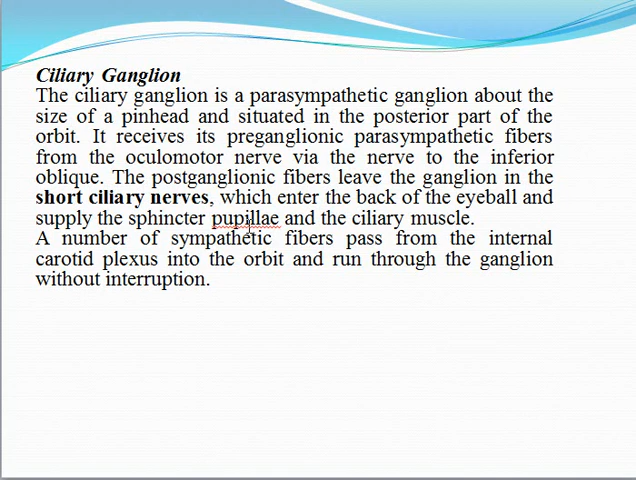 Ciliary Ganglion
The ciliary ganglion is a parasympathetic ganglion about the
size of a pinhead and situated in the posterior part of the
orbit. It receives its preganglionic parasympathetic fibers
from the oculomotor nerve via the nerve to the inferior
oblique. The postganglionic fibers leave the ganglion in the
short ciliary nerves, which enter the back of the eyeball and
supply the sphincter pupillae and the ciliary muscle.
A number of sympathetic fibers pass from the internal
carotid plexus into the orbit and run through the ganglion
without interruption.